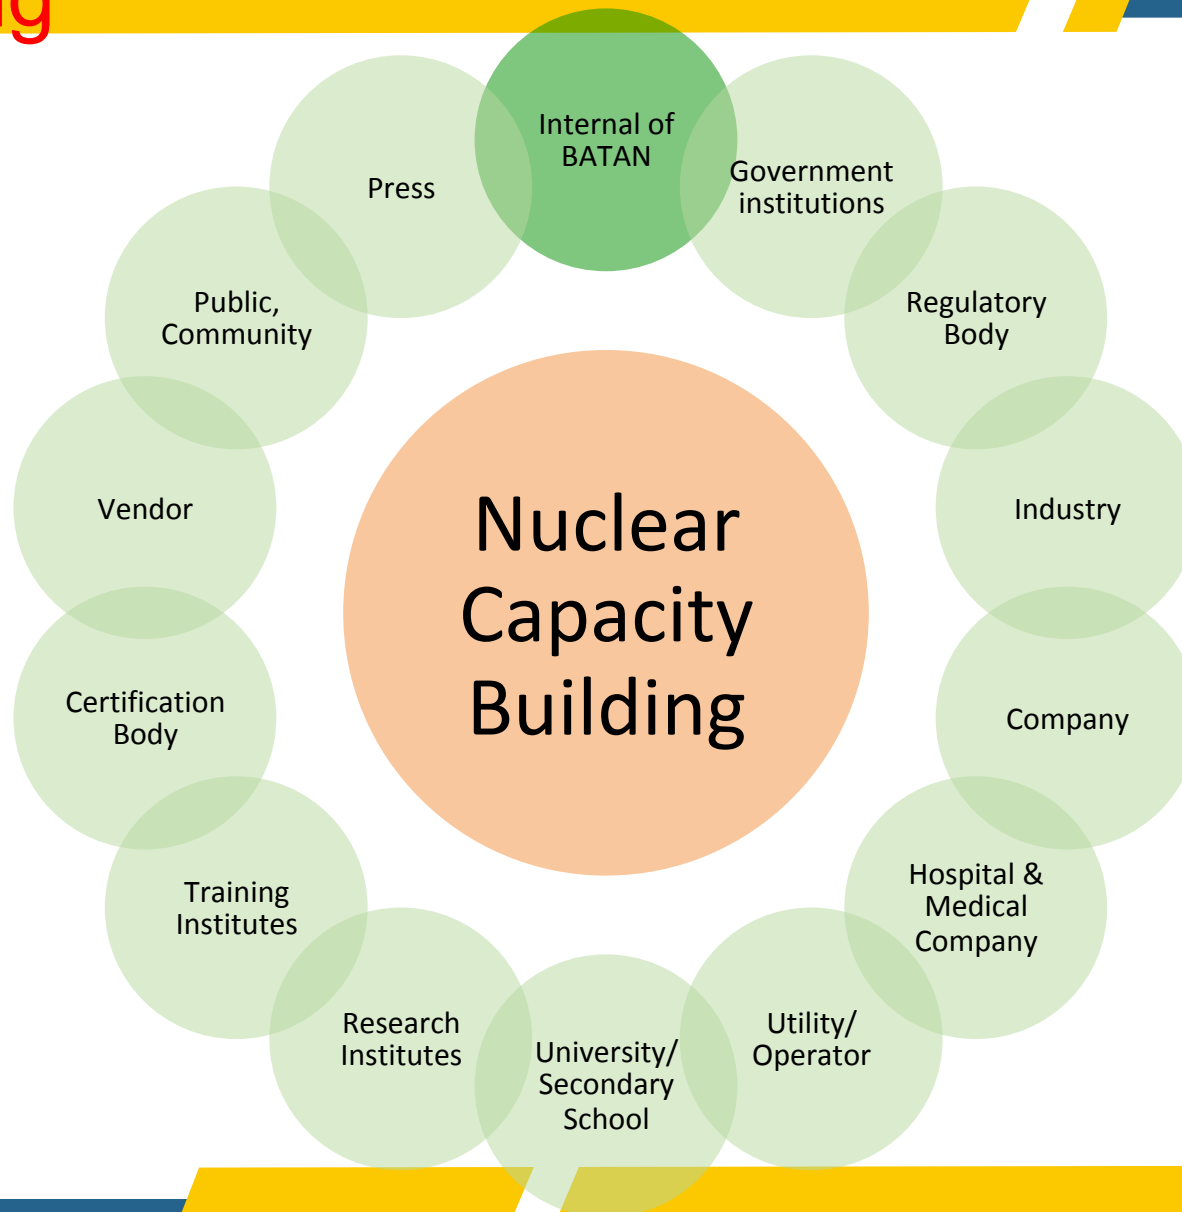 Internal of
BATAN
Government
institutions
Regulatory
Body
Industry
Company
Hospital &
Medical
Company
Utility/
Operator
University/
Secondary
School
Research
Institutes
Training
Institutes
Certification
Body
Vendor
Public,
Community
Press
Nuclear
Capacity
Building